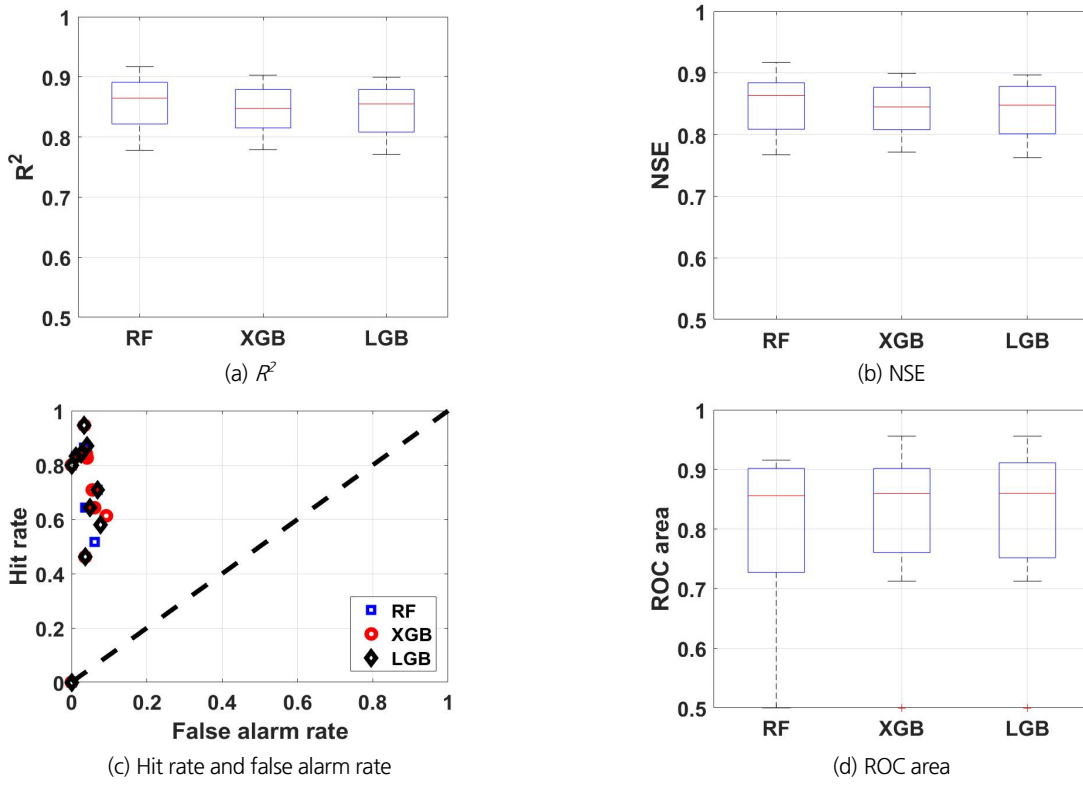 1
0.9
0.8
0.7
0.6
0.5
R²
RF XGB LGB
(a) R²
1
0.9
0.8
0.7
0.6
0.5
NSE
RF XGB LGB
(b) NSE
1
0.8
0.6
0.4
0.2
0
Hit rate
RF
XGB
LGB
0 0.2 0.4 0.6 0.8 1
False alarm rate
(c) Hit rate and false alarm rate
1
0.9
0.8
0.7
0.6
0.5
ROC area
RF XGB LGB
(d) ROC area